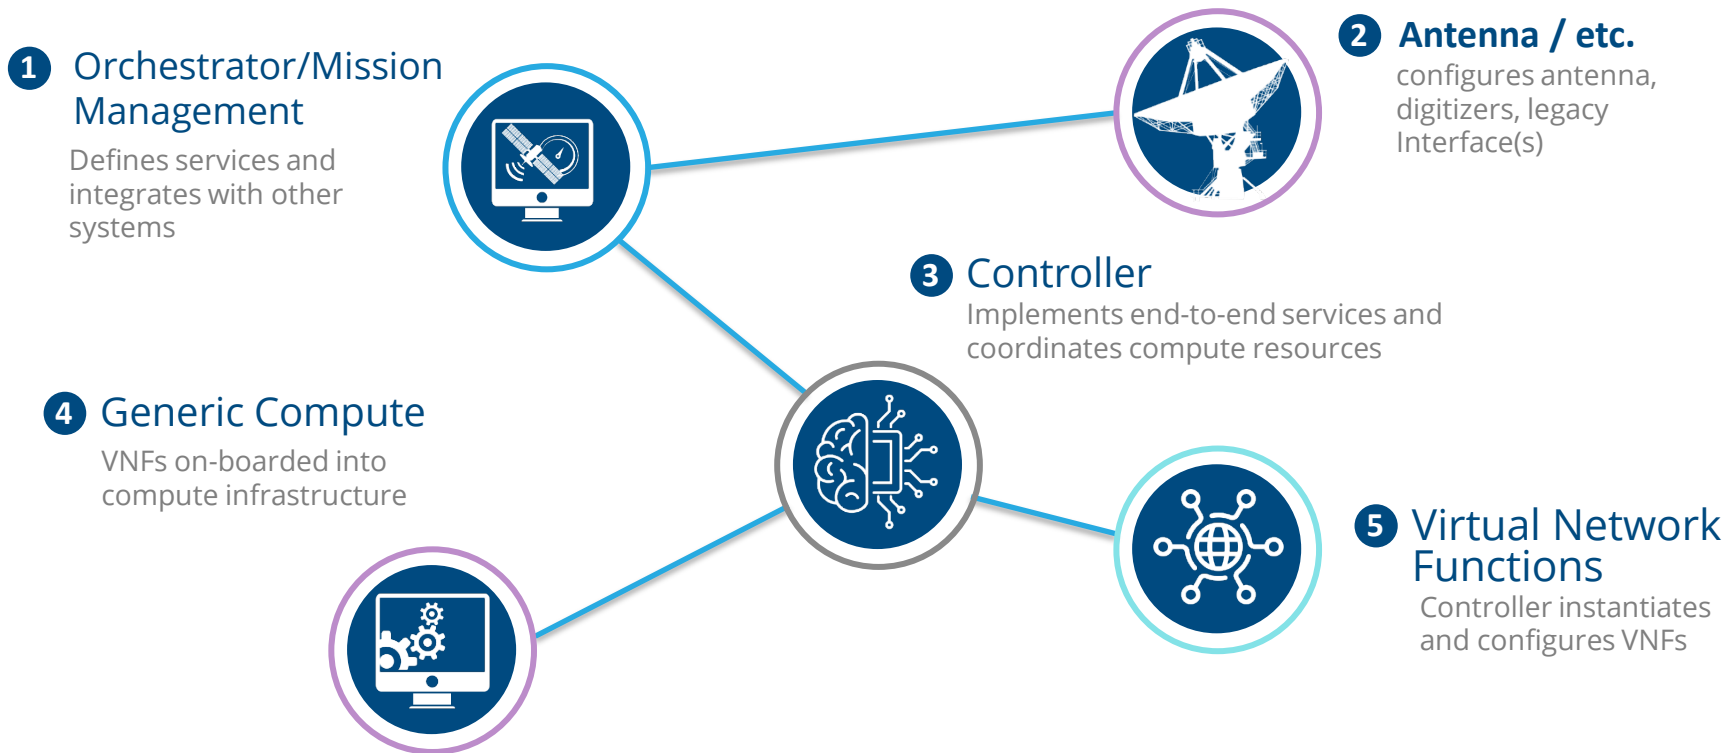 1 Orchestrator/Mission
Management
Defines services and
integrates with other
systems
2 Antenna / etc.
configures antenna,
digitizers, legacy
Interface(s)
3 Controller
Implements end-to-end services and
coordinates compute resources
4 Generic Compute
VNFs on-boarded into
compute infrastructure
5 Virtual Network
Functions
Controller instantiates
and configures VNFs